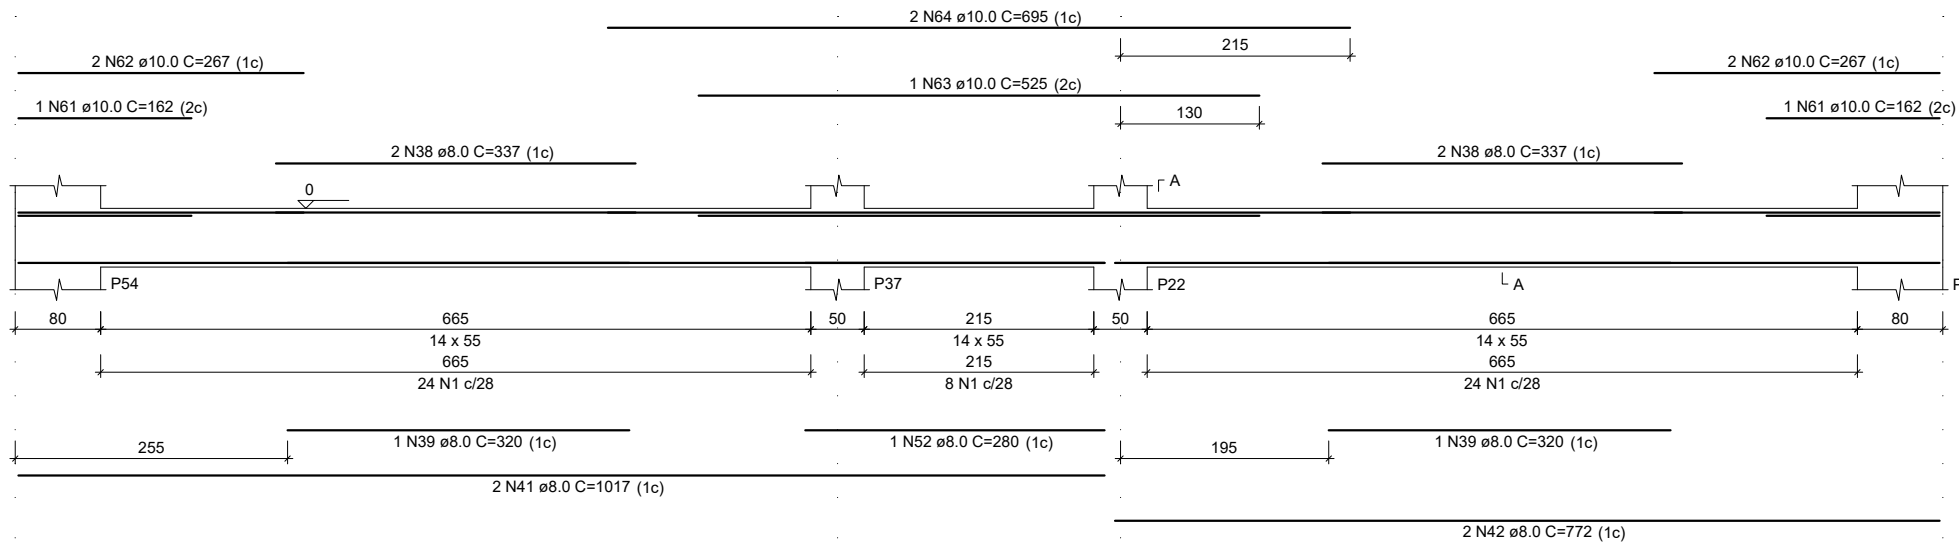 2 N64 ø10.0 C=695 (1c)
215
2 N62 ø10.0 C=267 (1c)
2 N62 ø10.0 C=267 (1c)
1 N63 ø10.0 C=525 (2c)
1 N61 ø10.0 C=162 (2c)
130
1 N61 ø10.0 C=162 (2c)
2 N38 ø8.0 C=337 (1c)
2 N38 ø8.0 C=337 (1c)
0
A
P54
P37
P22
A
P
80
665
50
215
50
665
80
14 x 55
14 x 55
14 x 55
665
215
665
24 N1 c/28
8 N1 c/28
24 N1 c/28
255
1 N39 ø8.0 C=320 (1c)
1 N52 ø8.0 C=280 (1c)
195
1 N39 ø8.0 C=320 (1c)
2 N41 ø8.0 C=1017 (1c)
2 N42 ø8.0 C=772 (1c)